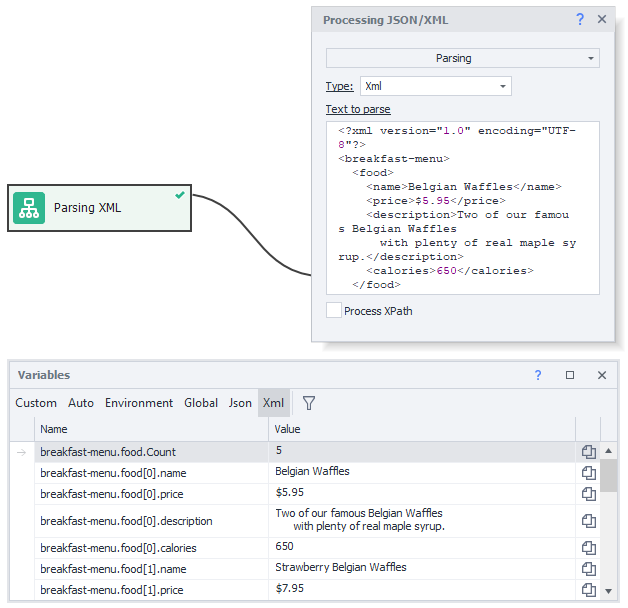 Processing JSON/XML ? ×
Parsing
Type: Xml
Text to parse
<?xml version="1.0" encoding="UTF-
8"?>
<breakfast-menu>
<food>
<name>Belgian Waffles</name>
<price>$5.95</price>
<description>Two of our famou
s Belgian Waffles
with plenty of real maple sy
rup.</description>
<calories>650</calories>
</food>
Process XPath
Parsing XML
Variables ?
Custom Auto Environment Global Json Xml
Name Value
breakfast-menu.food.Count 5
breakfast-menu.food[0].name Belgian Waffles
breakfast-menu.food[0].price $5.95
breakfast-menu.food[0].description Two of our famous Belgian Waffles
with plenty of real maple syrup.
breakfast-menu.food[0].calories 650
breakfast-menu.food[1].name Strawberry Belgian Waffles
breakfast-menu.food[1].price $7.95